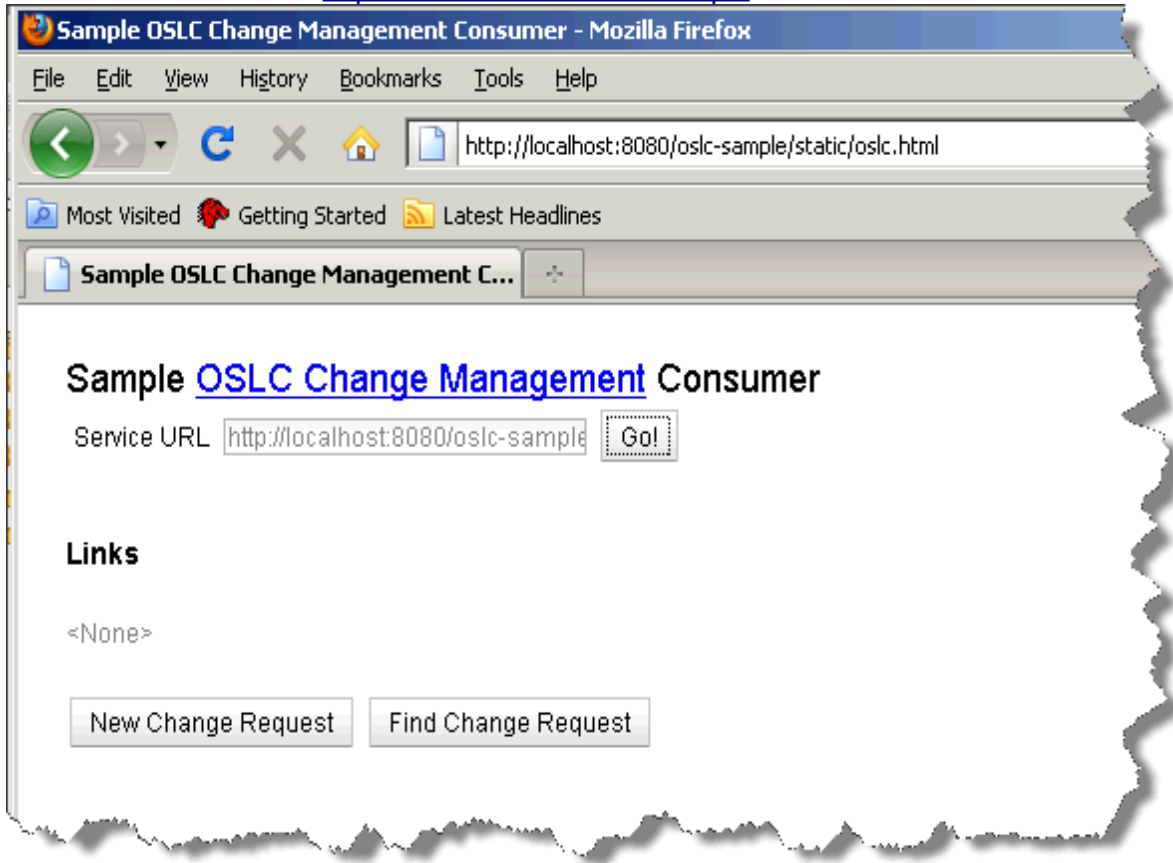 Sample OSLC Change Management Consumer - Mozilla Firefox
File Edit View History Bookmarks Tools Help
http://localhost:8080/oslc-sample/static/oslc.html
Most Visited Getting Started Latest Headlines
Sample OSLC Change Management C...
Sample OSLC Change Management Consumer
Service URL http://localhost:8080/oslc-sample Go!
Links
<None>
New Change Request Find Change Request